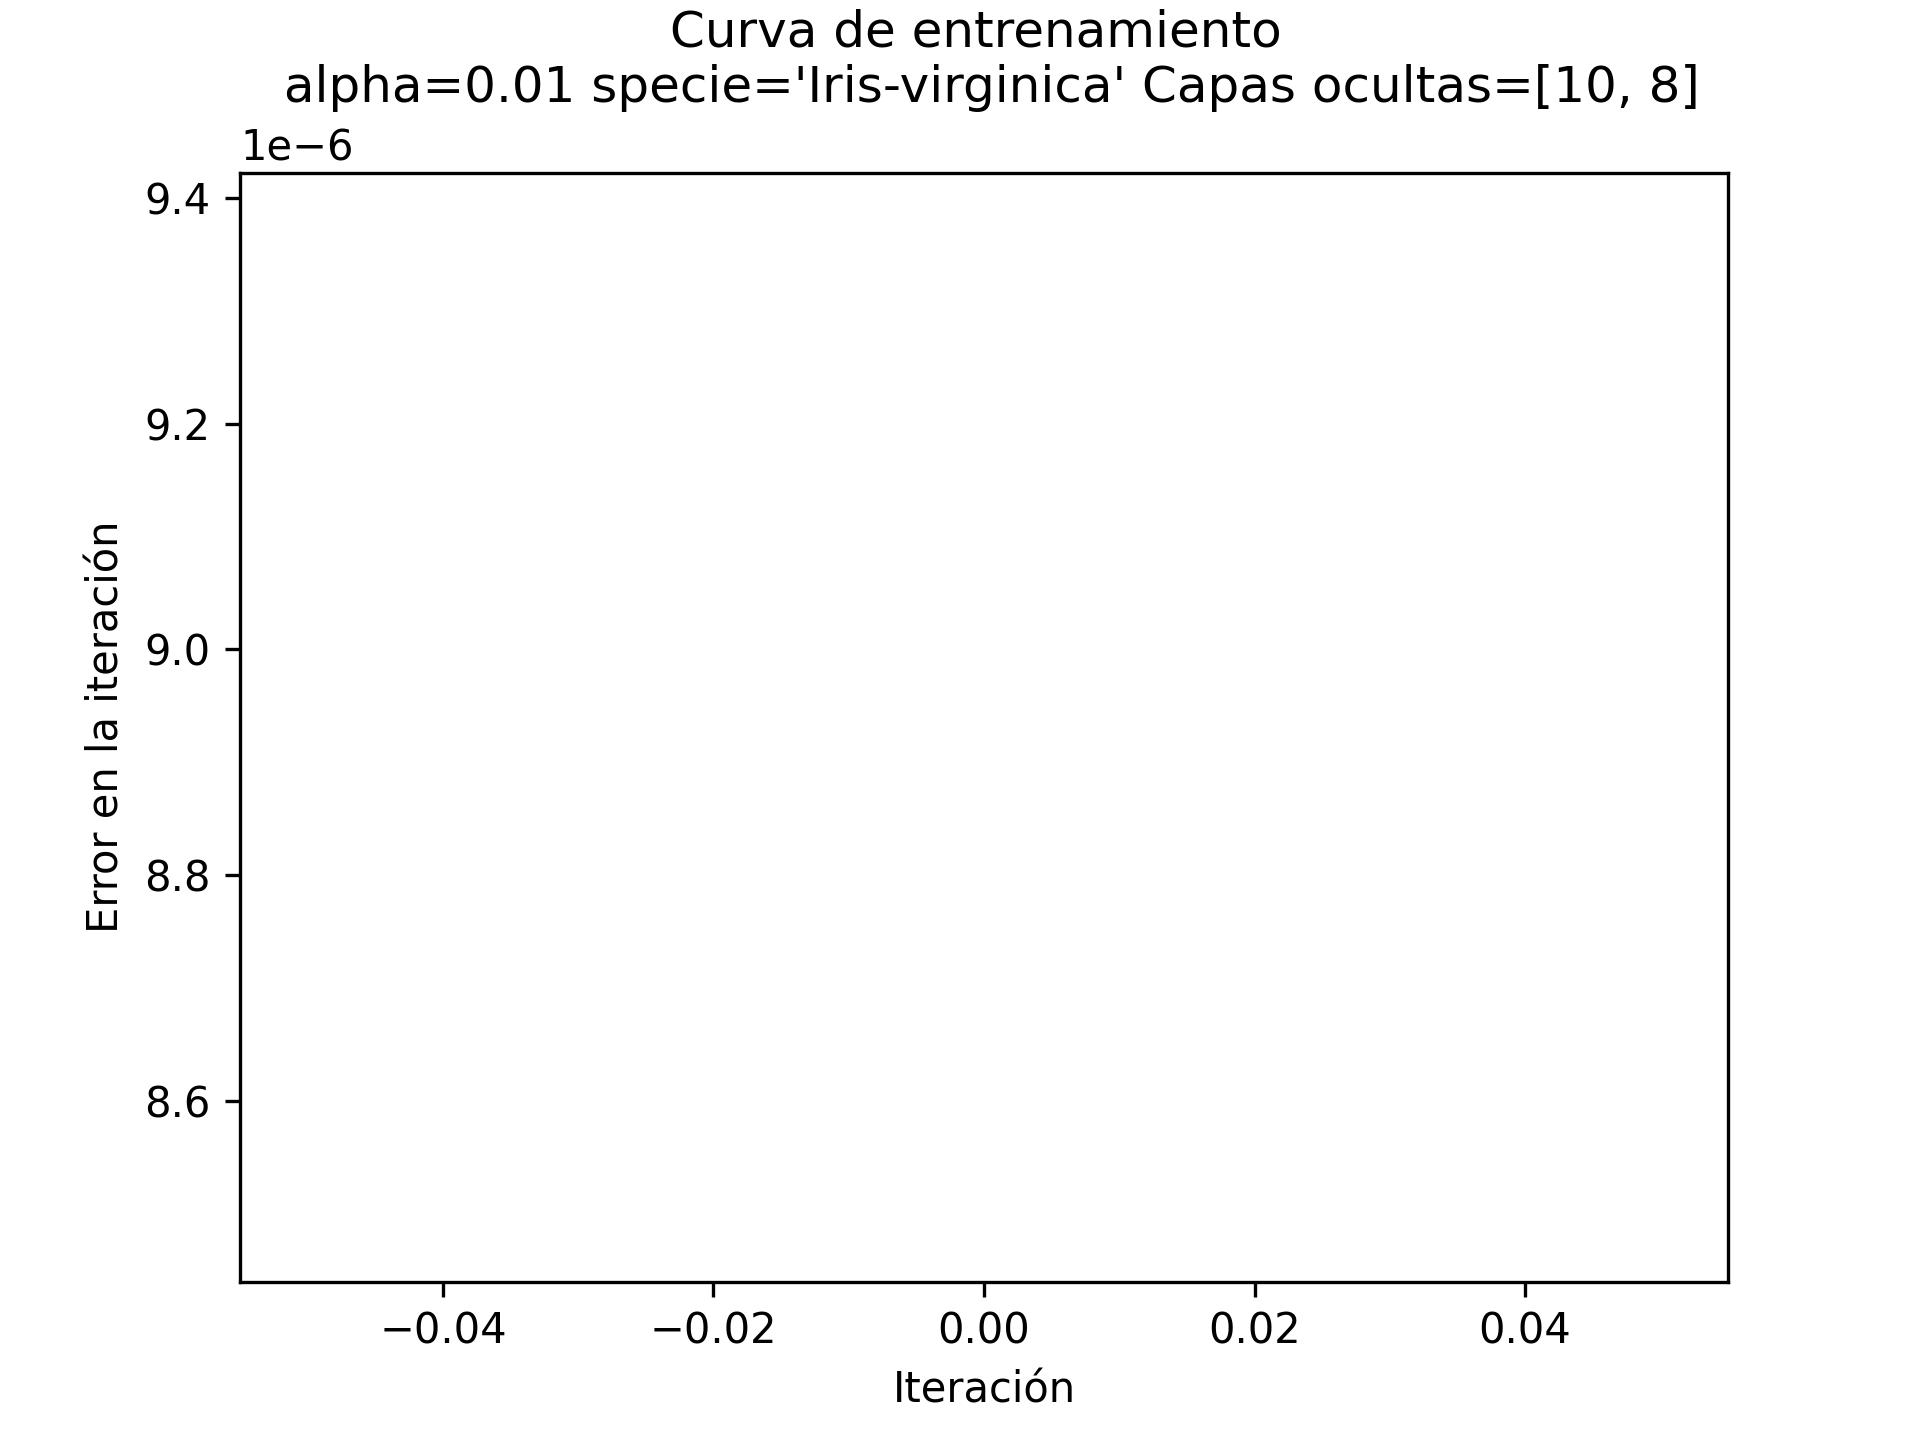 Curva de entrenamiento
alpha=0.01 specie='Iris-virginica' Capas ocultas=[10, 8]
1e−6
9.4
9.2
9.0
8.8
8.6
Error en la iteración
−0.04 −0.02 0.00 0.02 0.04
Iteración